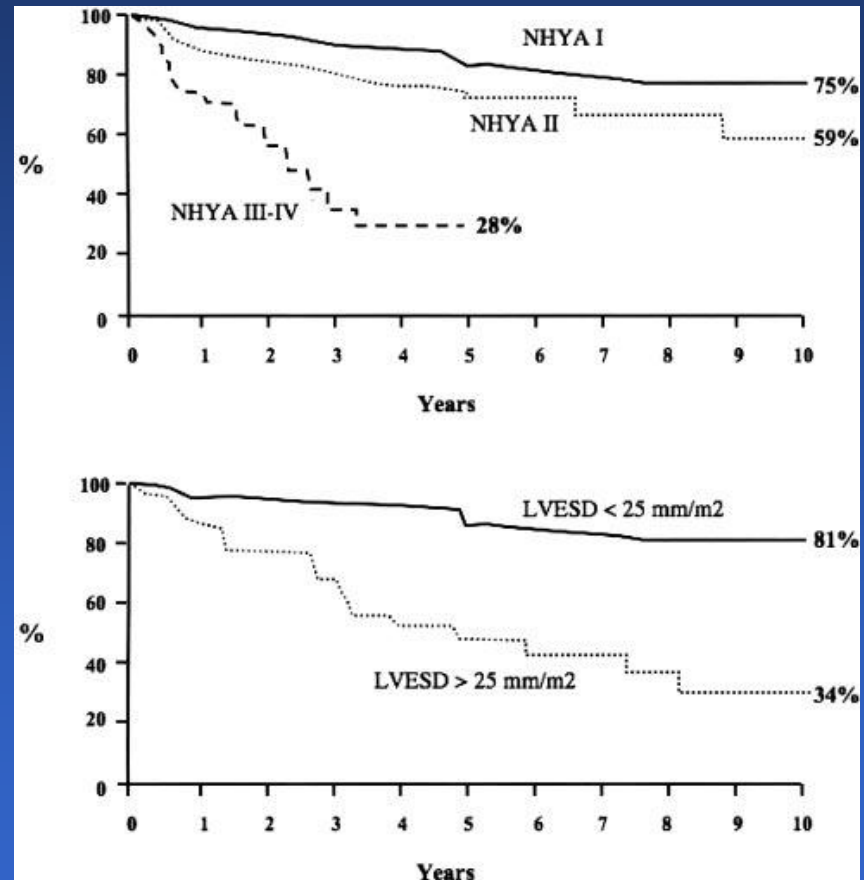 100
NHYA I
80
75%
60
NHYA II
59%
%
40
NHYA III-IV
28%
20
0
0 1 2 3 4 5 6 7 8 9 10
Years
100
LVESD < 25 mm/m2
80
81%
60
%
40
LVESD > 25 mm/m2
34%
20
0
0 1 2 3 4 5 6 7 8 9 10
Years